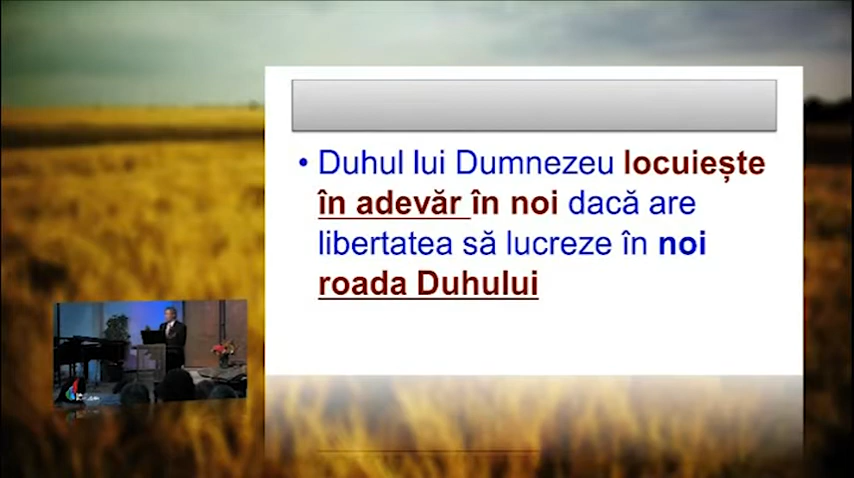 • Duhul lui Dumnezeu locuiește
în adevăr în noi dacă are
libertatea să lucreze în noi
roada Duhului